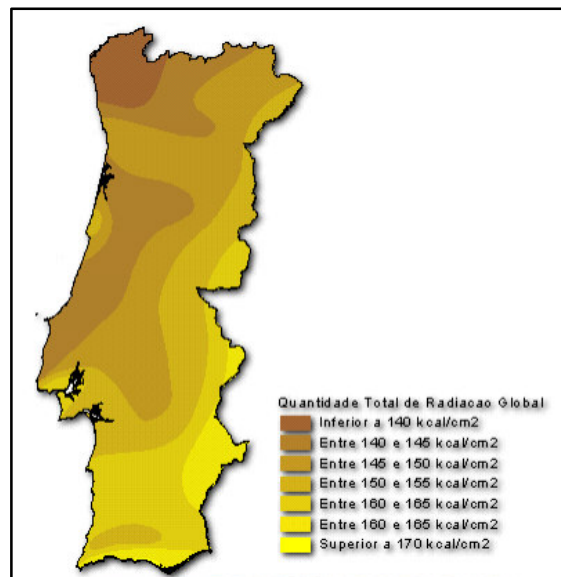 Quantidade Total de Radiacao Global
Inferior a 140 kcal/cm2
Entre 140 e 145 kcal/cm2
Entre 145 e 150 kcal/cm2
Entre 150 e 155 kcal/cm2
Entre 160 e 165 kcal/cm2
Entre 160 e 165 kcal/cm2
Superior a 170 kcal/cm2